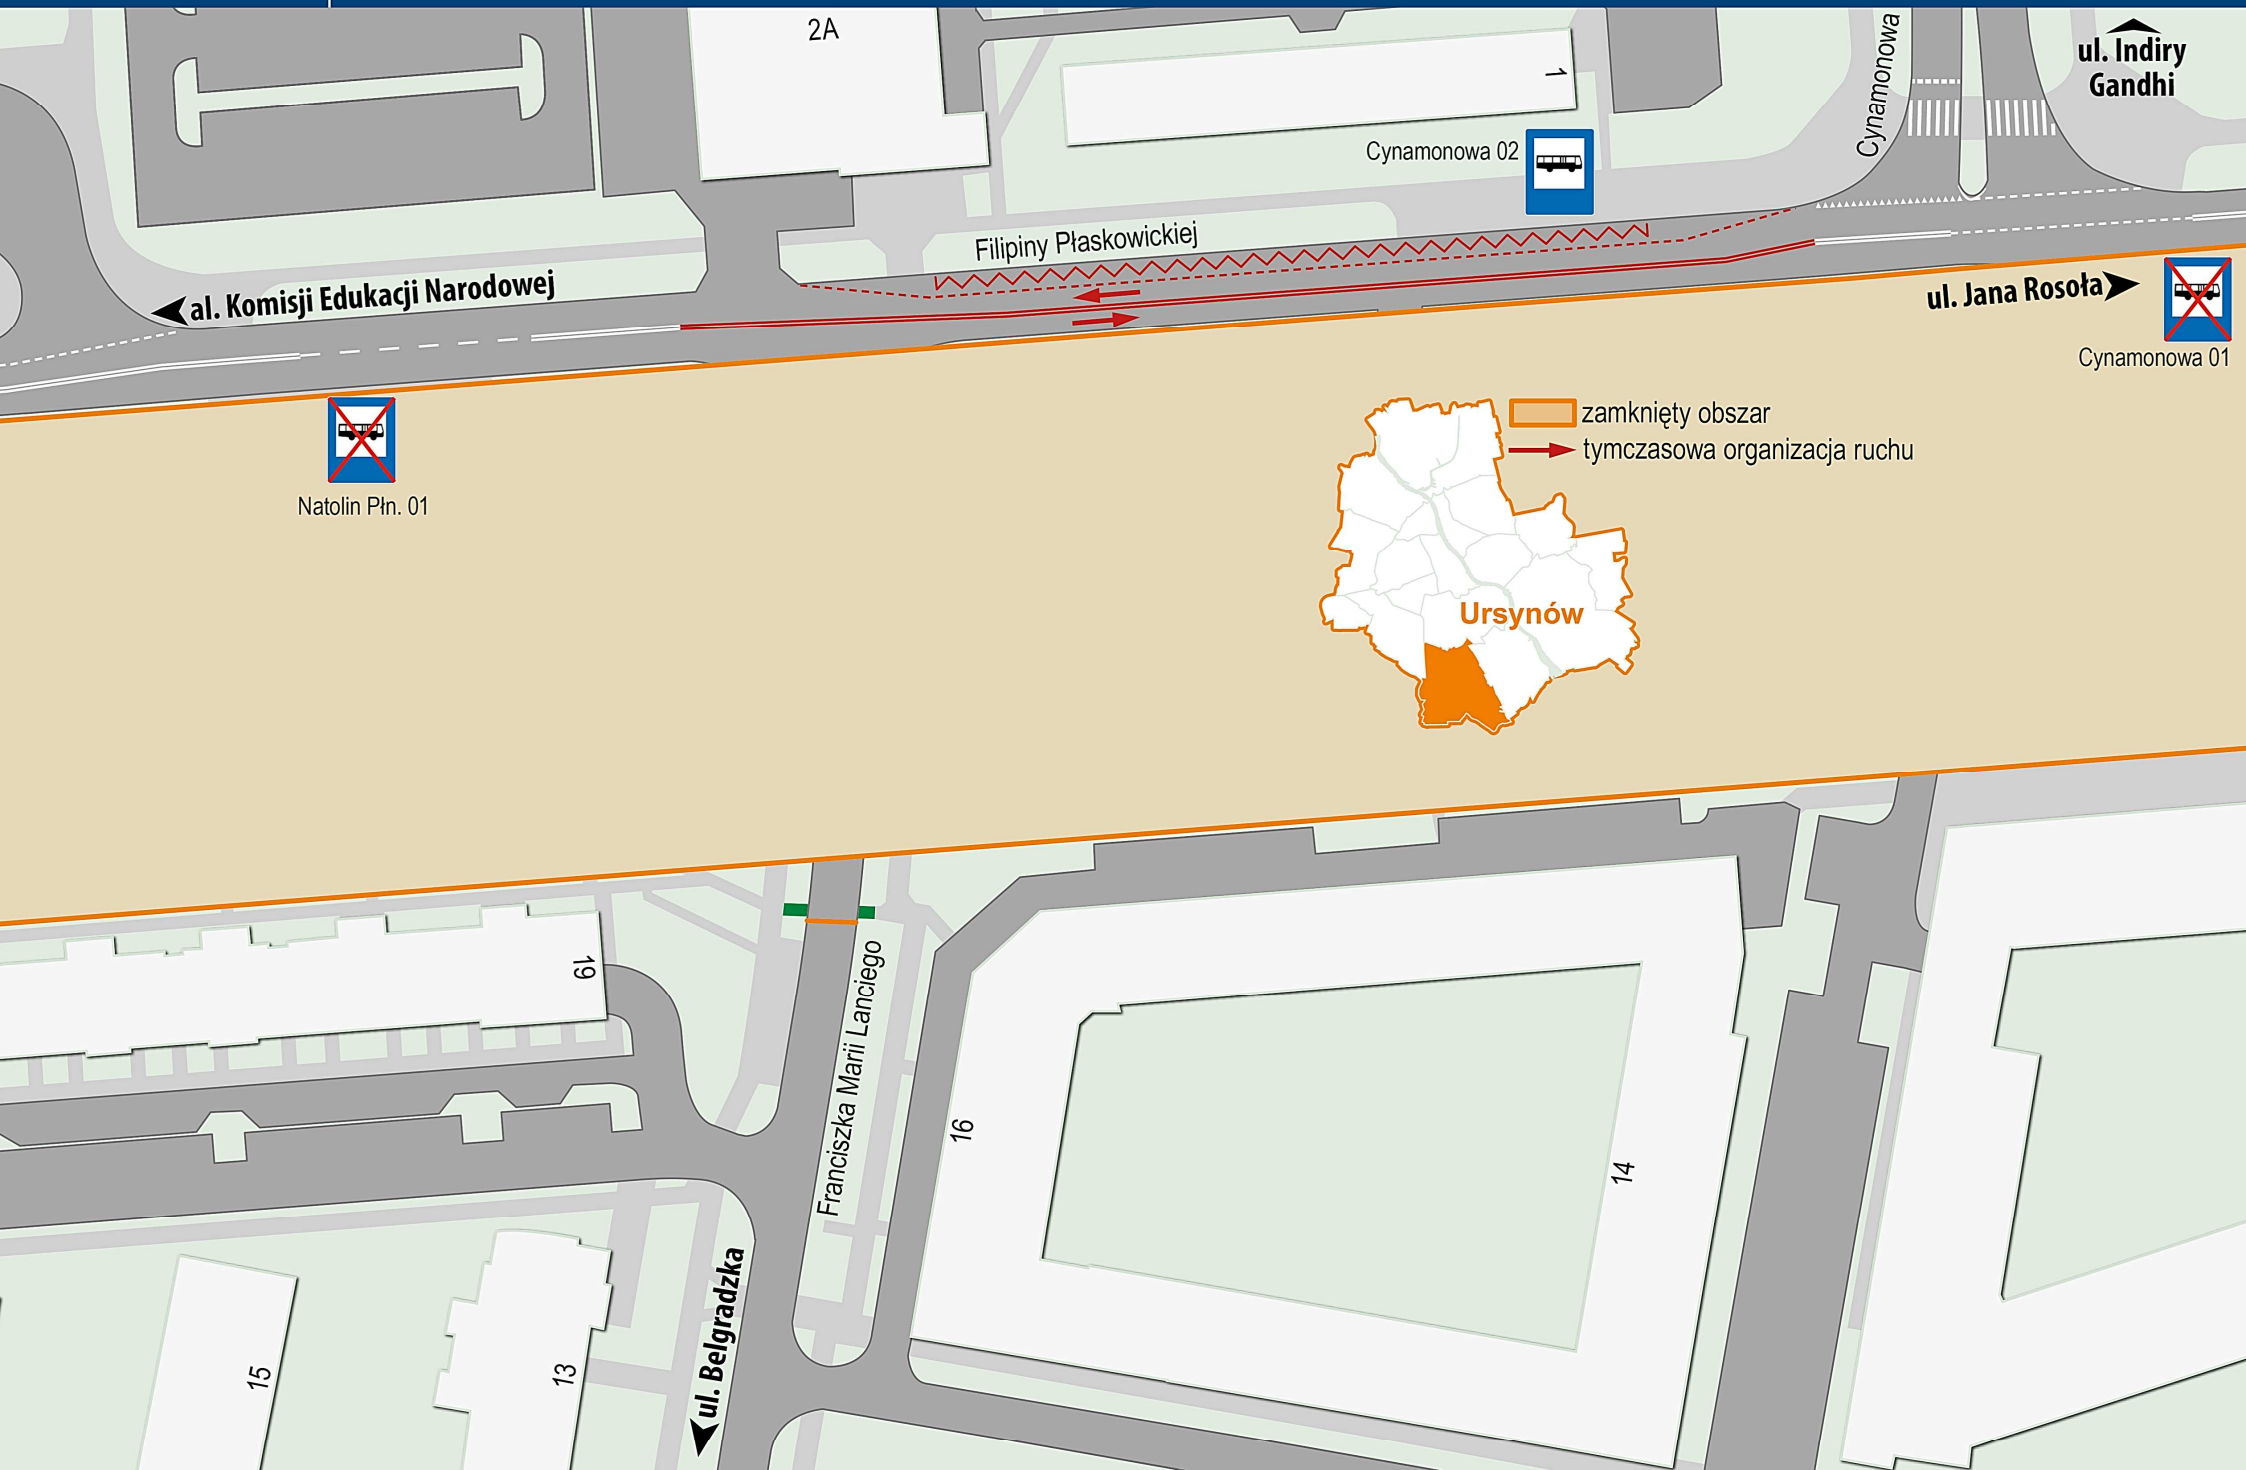 2A
1
Cynamonowa
ul. Indiry
Gandhi
Cynamonowa 02
Filipiny Płaskowickiej
al. Komisji Edukacji Narodowej
ul. Jana Rosoła
Cynamonowa 01
zamknięty obszar
tymczasowa organizacja ruchu
Natolin Płn. 01
Ursynów
19
Franciszka Marii Lanciego
16
14
ul. Belgradzka
15
13